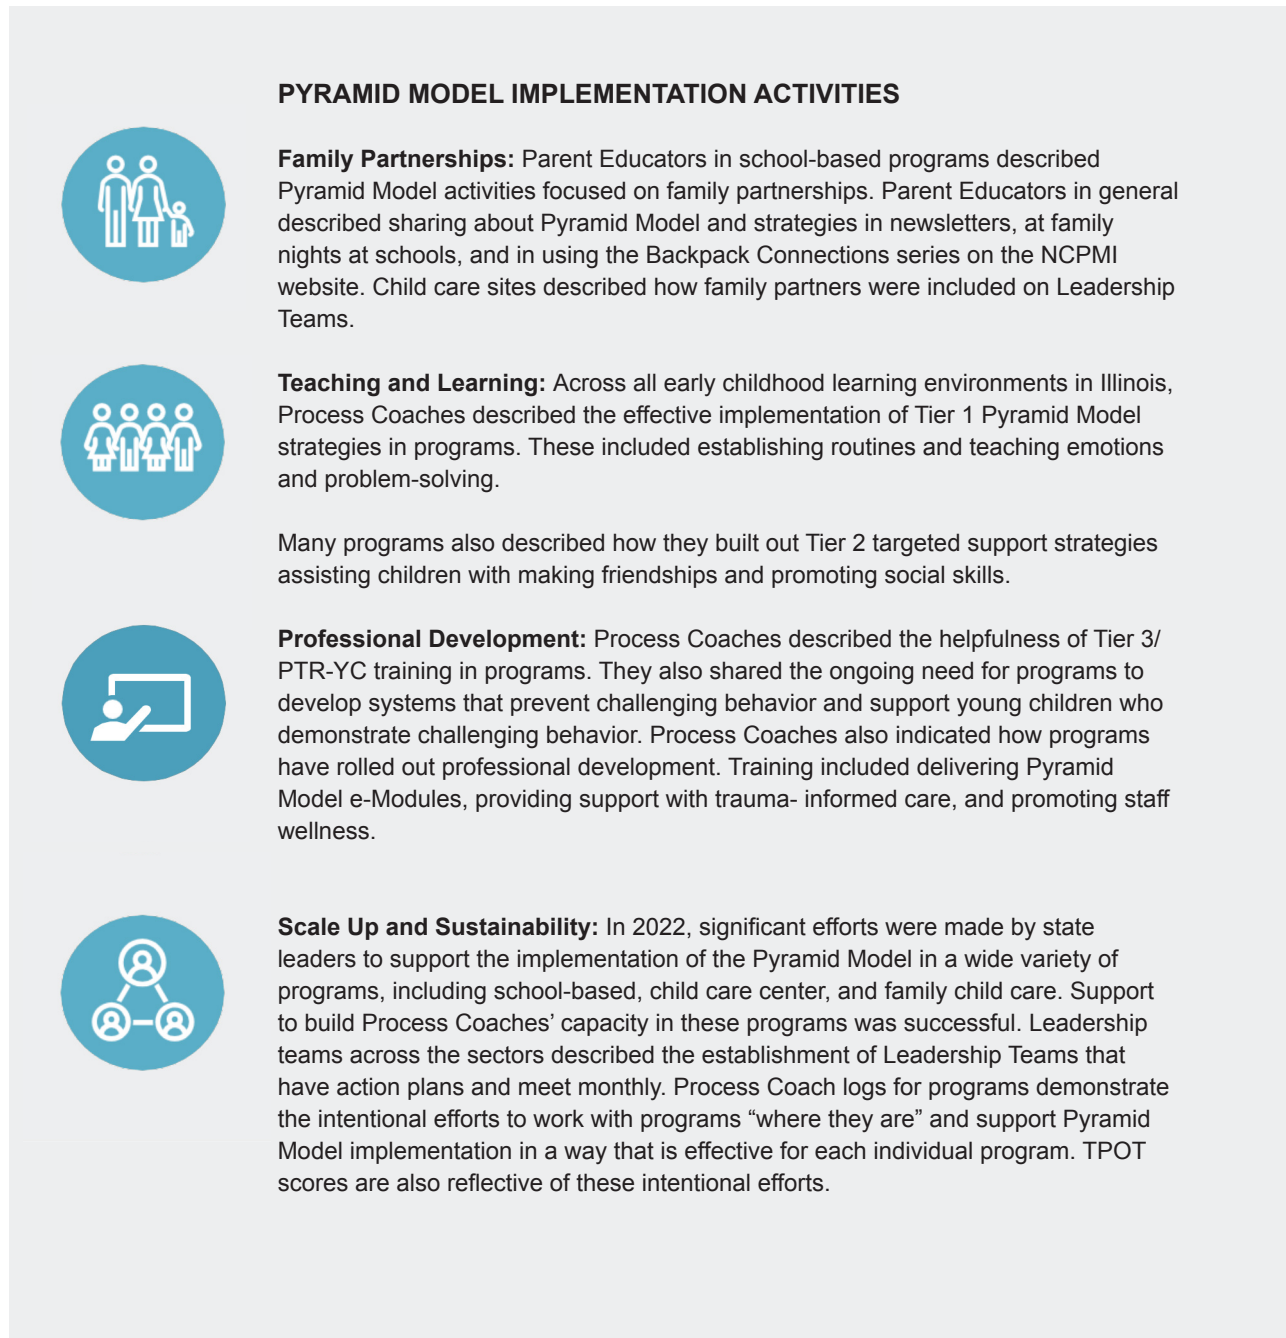 PYRAMID MODEL IMPLEMENTATION ACTIVITIES
Family Partnerships: Parent Educators in school-based programs described
Pyramid Model activities focused on family partnerships. Parent Educators in general
described sharing about Pyramid Model and strategies in newsletters, at family
nights at schools, and in using the Backpack Connections series on the NCPMI
website. Child care sites described how family partners were included on Leadership
Teams.
Teaching and Learning: Across all early childhood learning environments in Illinois,
Process Coaches described the effective implementation of Tier 1 Pyramid Model
strategies in programs. These included establishing routines and teaching emotions
and problem-solving.
Many programs also described how they built out Tier 2 targeted support strategies
assisting children with making friendships and promoting social skills.
Professional Development: Process Coaches described the helpfulness of Tier 3/
PTR-YC training in programs. They also shared the ongoing need for programs to
develop systems that prevent challenging behavior and support young children who
demonstrate challenging behavior. Process Coaches also indicated how programs
have rolled out professional development. Training included delivering Pyramid
Model e-Modules, providing support with trauma- informed care, and promoting staff
wellness.
Scale Up and Sustainability: In 2022, significant efforts were made by state
leaders to support the implementation of the Pyramid Model in a wide variety of
programs, including school-based, child care center, and family child care. Support
to build Process Coaches’ capacity in these programs was successful. Leadership
teams across the sectors described the establishment of Leadership Teams that
have action plans and meet monthly. Process Coach logs for programs demonstrate
the intentional efforts to work with programs “where they are” and support Pyramid
Model implementation in a way that is effective for each individual program. TPOT
scores are also reflective of these intentional efforts.